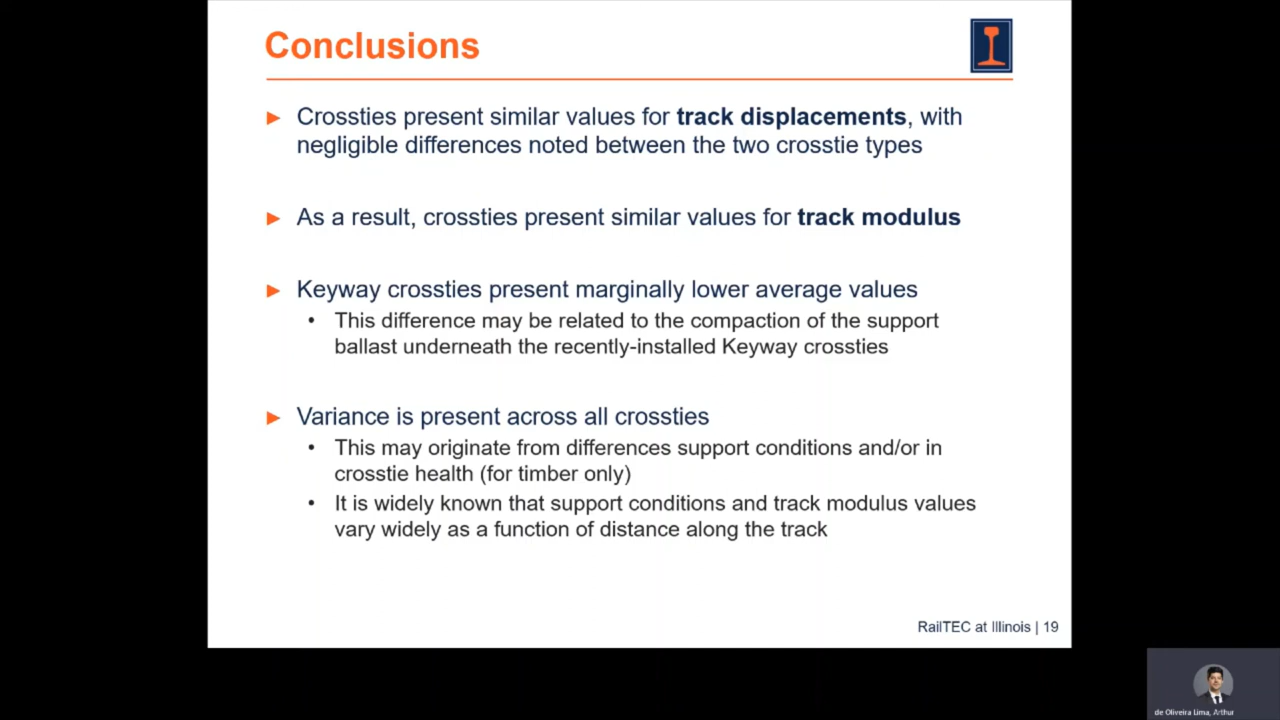 Conclusions
Crossties present similar values for track displacements, with
negligible differences noted between the two crosstie types
As a result, crossties present similar values for track modulus
Keyway crossties present marginally lower average values
This difference may be related to the compaction of the support
ballast underneath the recently-installed Keyway crossties
Variance is present across all crossties
This may originate from differences support conditions and/or in
crosstie health (for timber only)
It is widely known that support conditions and track modulus values
vary widely as a function of distance along the track
RailTEC at Illinois | 19
de Oliveira Lima, Arthur